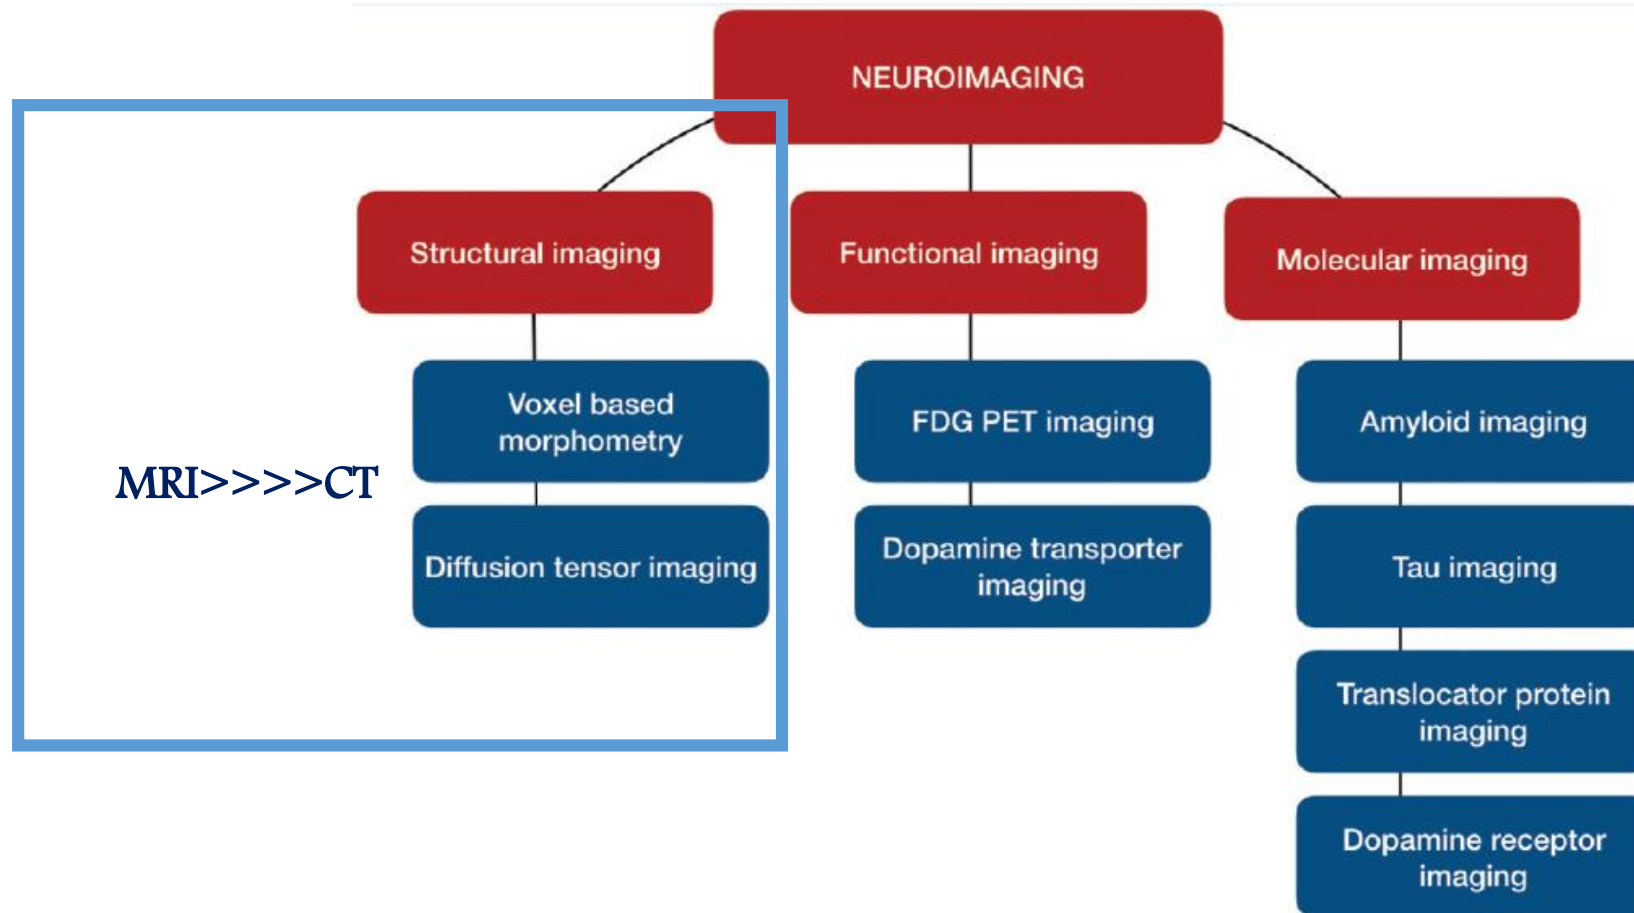 NEUROIMAGING
Structural imaging
Functional imaging
Molecular imaging
Voxel based
morphometry
FDG PET imaging
Amyloid imaging
MRI>>>>CT
Diffusion tensor imaging
Dopamine transporter
imaging
Tau imaging
Translocator protein
imaging
Dopamine receptor
imaging